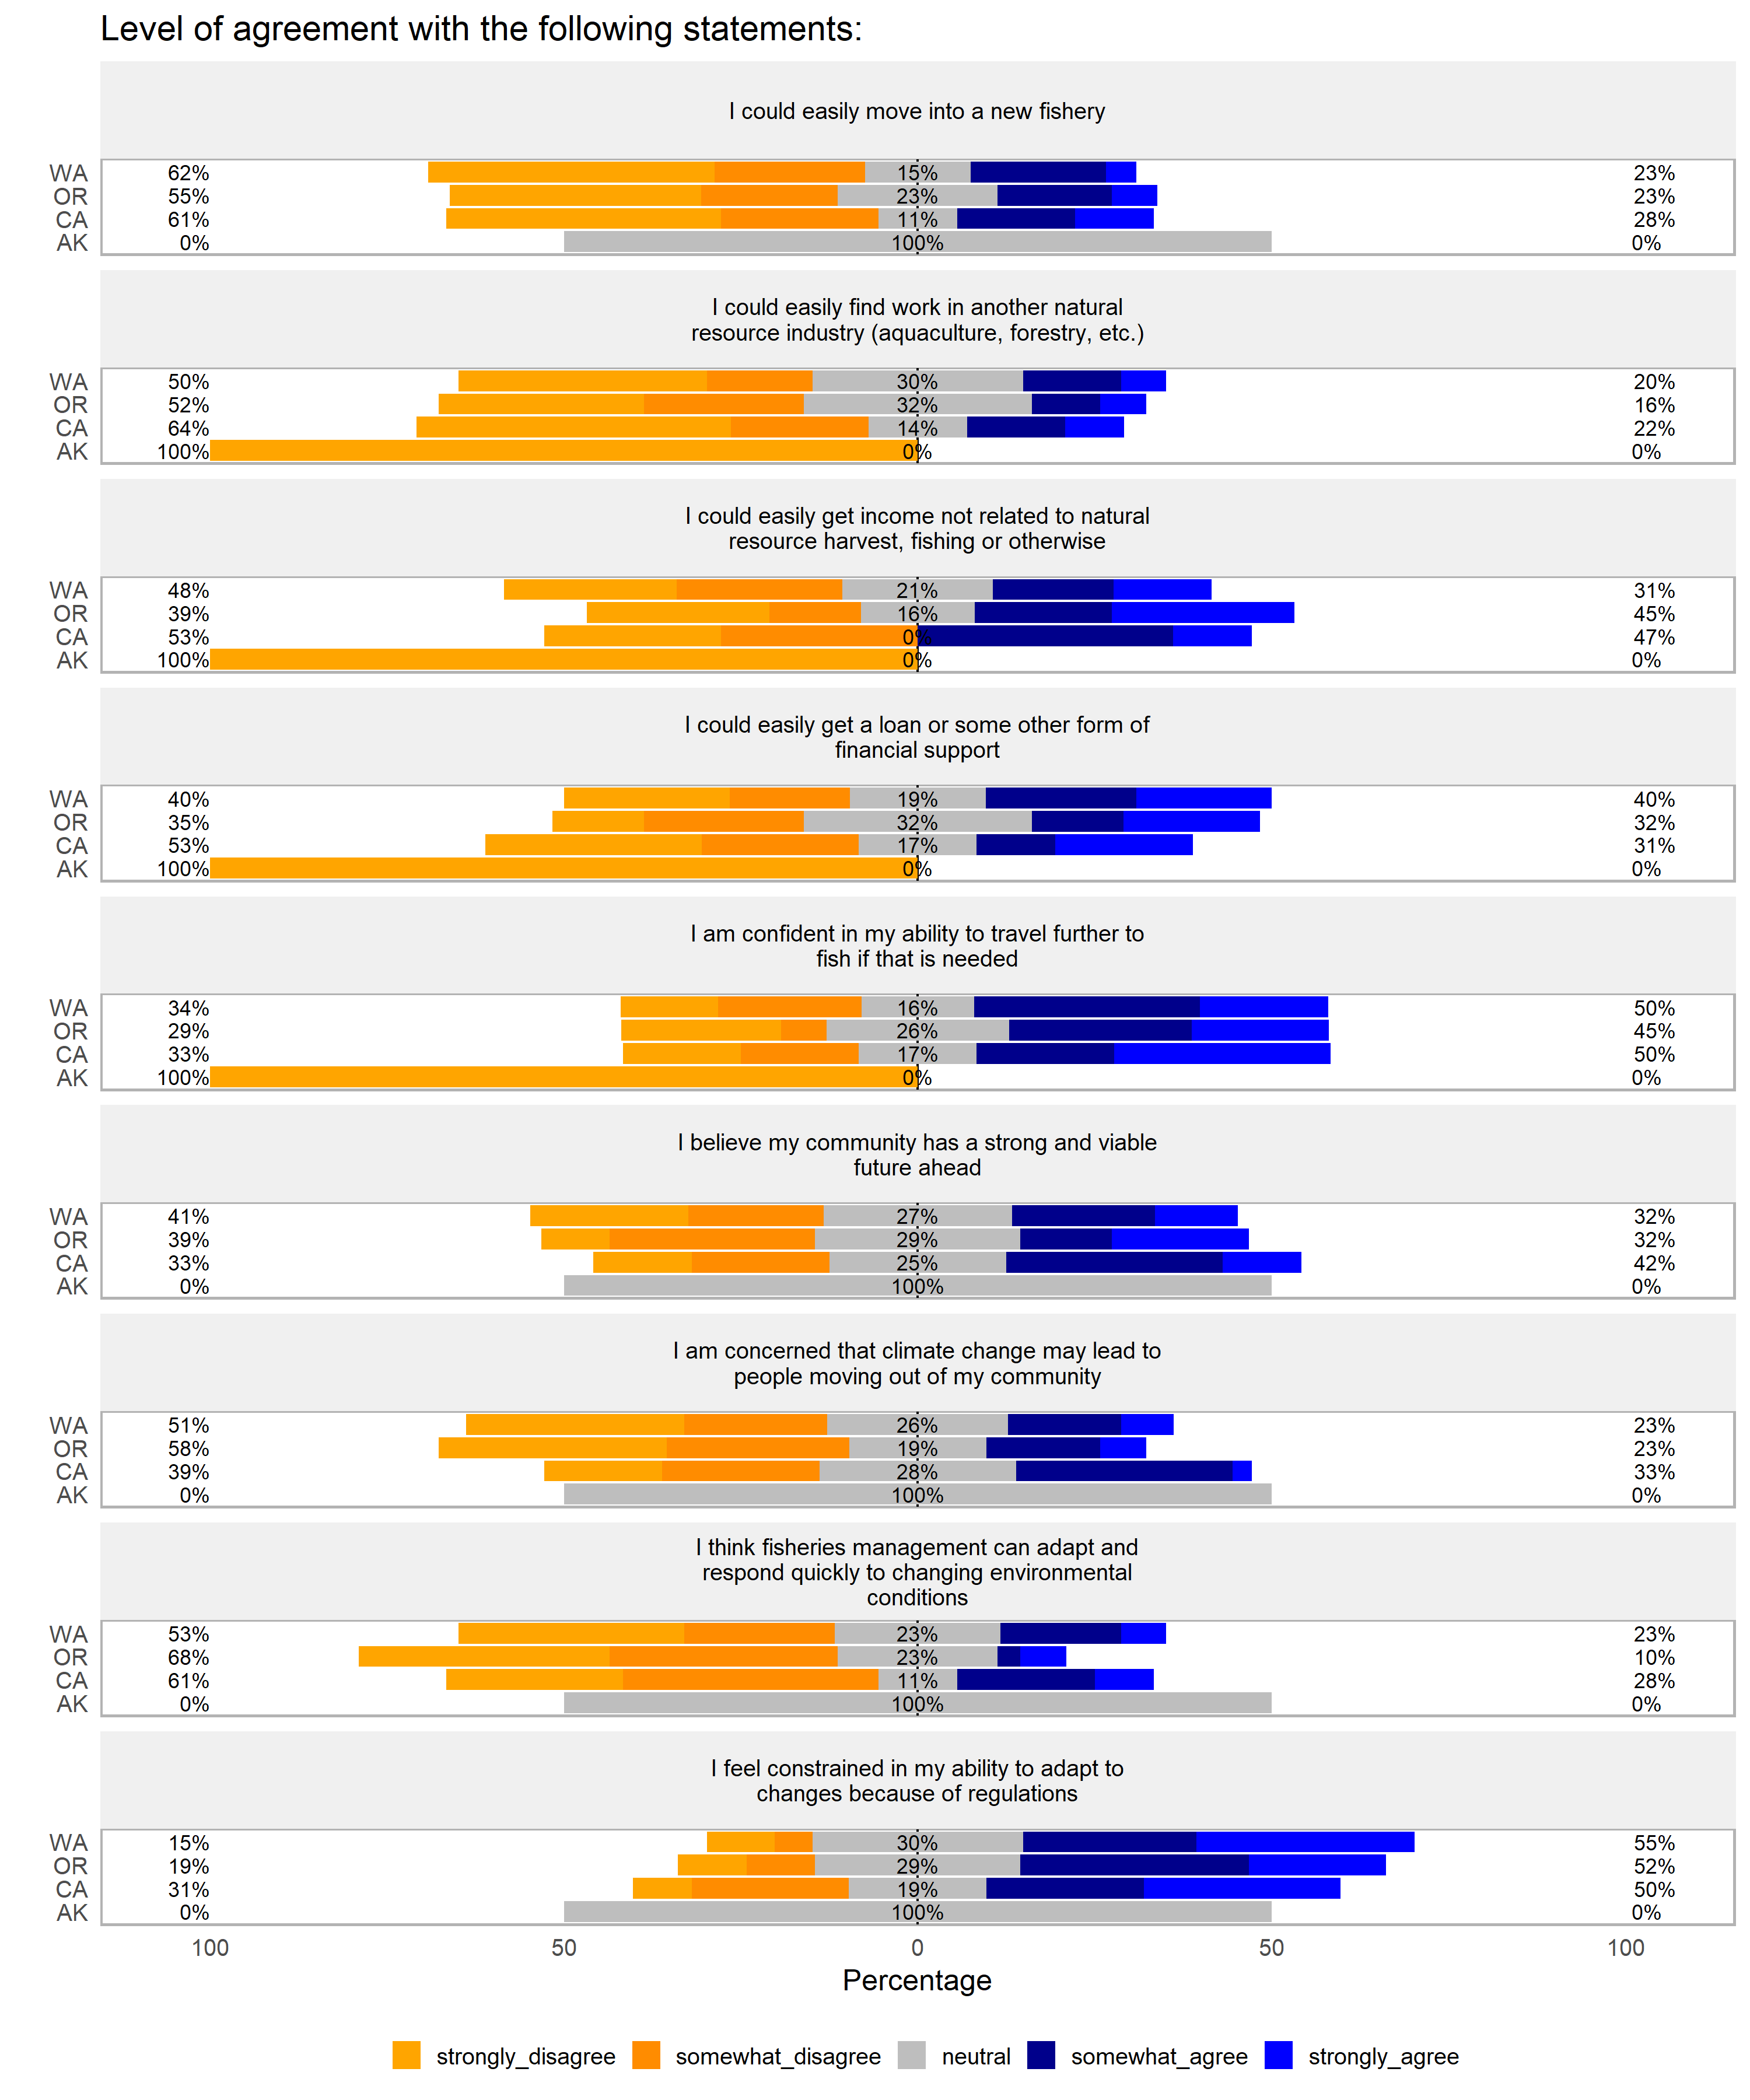 Level of agreement with the following statements:
I could easily move into a new fishery
WA 62% 15% 23%
OR 55% 23% 23%
CA 61% 11% 28%
AK 0% 100% 0%
I could easily find work in another natural
resource industry (aquaculture, forestry, etc.)
WA 50% 30% 20%
OR 52% 32% 16%
CA 64% 14% 22%
AK 100% 0% 0%
I could easily get income not related to natural
resource harvest, fishing or otherwise
WA 48% 21% 31%
OR 39% 16% 45%
CA 53% 0% 47%
AK 100% 0% 0%
I could easily get a loan or some other form of
financial support
WA 40% 19% 40%
OR 35% 32% 32%
CA 53% 17% 31%
AK 100% 0% 0%
I am confident in my ability to travel further to
fish if that is needed
WA 34% 16% 50%
OR 29% 26% 45%
CA 33% 17% 50%
AK 100% 0% 0%
I believe my community has a strong and viable
future ahead
WA 41% 27% 32%
OR 39% 29% 32%
CA 33% 25% 42%
AK 0% 100% 0%
I am concerned that climate change may lead to
people moving out of my community
WA 51% 26% 23%
OR 58% 19% 23%
CA 39% 28% 33%
AK 0% 100% 0%
I think fisheries management can adapt and
respond quickly to changing environmental
conditions
WA 53% 23% 23%
OR 68% 23% 10%
CA 61% 11% 28%
AK 0% 100% 0%
I feel constrained in my ability to adapt to
changes because of regulations
WA 15% 30% 55%
OR 19% 29% 52%
CA 31% 19% 50%
AK 0% 100% 0%
100 50 0 50 100
Percentage
strongly_disagree somewhat_disagree neutral somewhat_agree strongly_agree